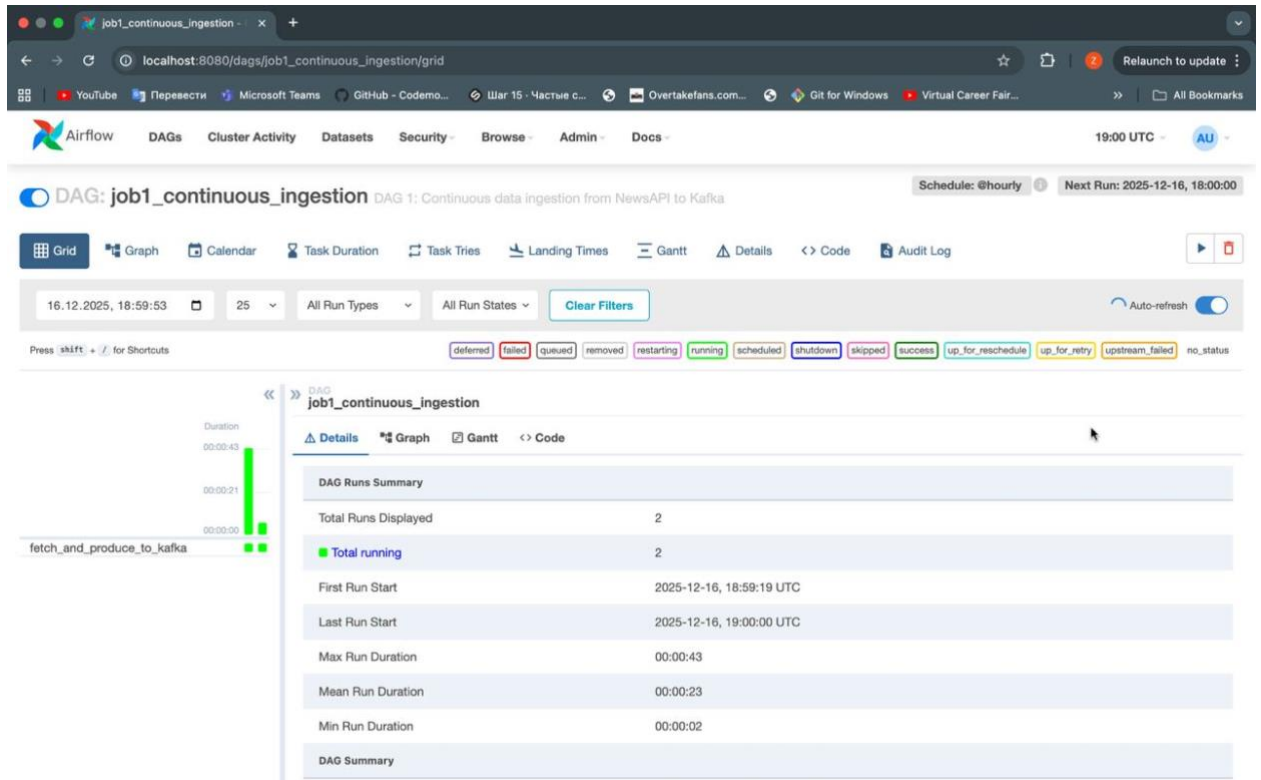 job1_continuous_ingestion -
localhost:8080/dags/job1_continuous_ingestion/grid
Z
Relaunch to update
YouTube Перевести Microsoft Teams GitHub - Codemo... Шаг 15 · Частые с... Overtakefans.com... Git for Windows Virtual Career Fair... » All Bookmarks
Airflow DAGs Cluster Activity Datasets Security Browse Admin Docs 19:00 UTC AU
DAG: job1_continuous_ingestion DAG 1: Continuous data ingestion from NewsAPI to Kafka
Schedule: @hourly Next Run: 2025-12-16, 18:00:00
Grid Graph Calendar Task Duration Task Tries Landing Times Gantt Details <> Code Audit Log
16.12.2025, 18:59:53 25 All Run Types All Run States Clear Filters Auto-refresh
Press shift + / for Shortcuts
deferred failed queued removed restarting running scheduled shutdown skipped success up_for_reschedule up_for_retry upstream_failed no_status
Duration
00:00:43
00:00:21
00:00:00
fetch_and_produce_to_kafka
DAG
job1_continuous_ingestion
Details Graph Gantt <> Code
DAG Runs Summary
Total Runs Displayed 2
Total running 2
First Run Start 2025-12-16, 18:59:19 UTC
Last Run Start 2025-12-16, 19:00:00 UTC
Max Run Duration 00:00:43
Mean Run Duration 00:00:23
Min Run Duration 00:00:02
DAG Summary